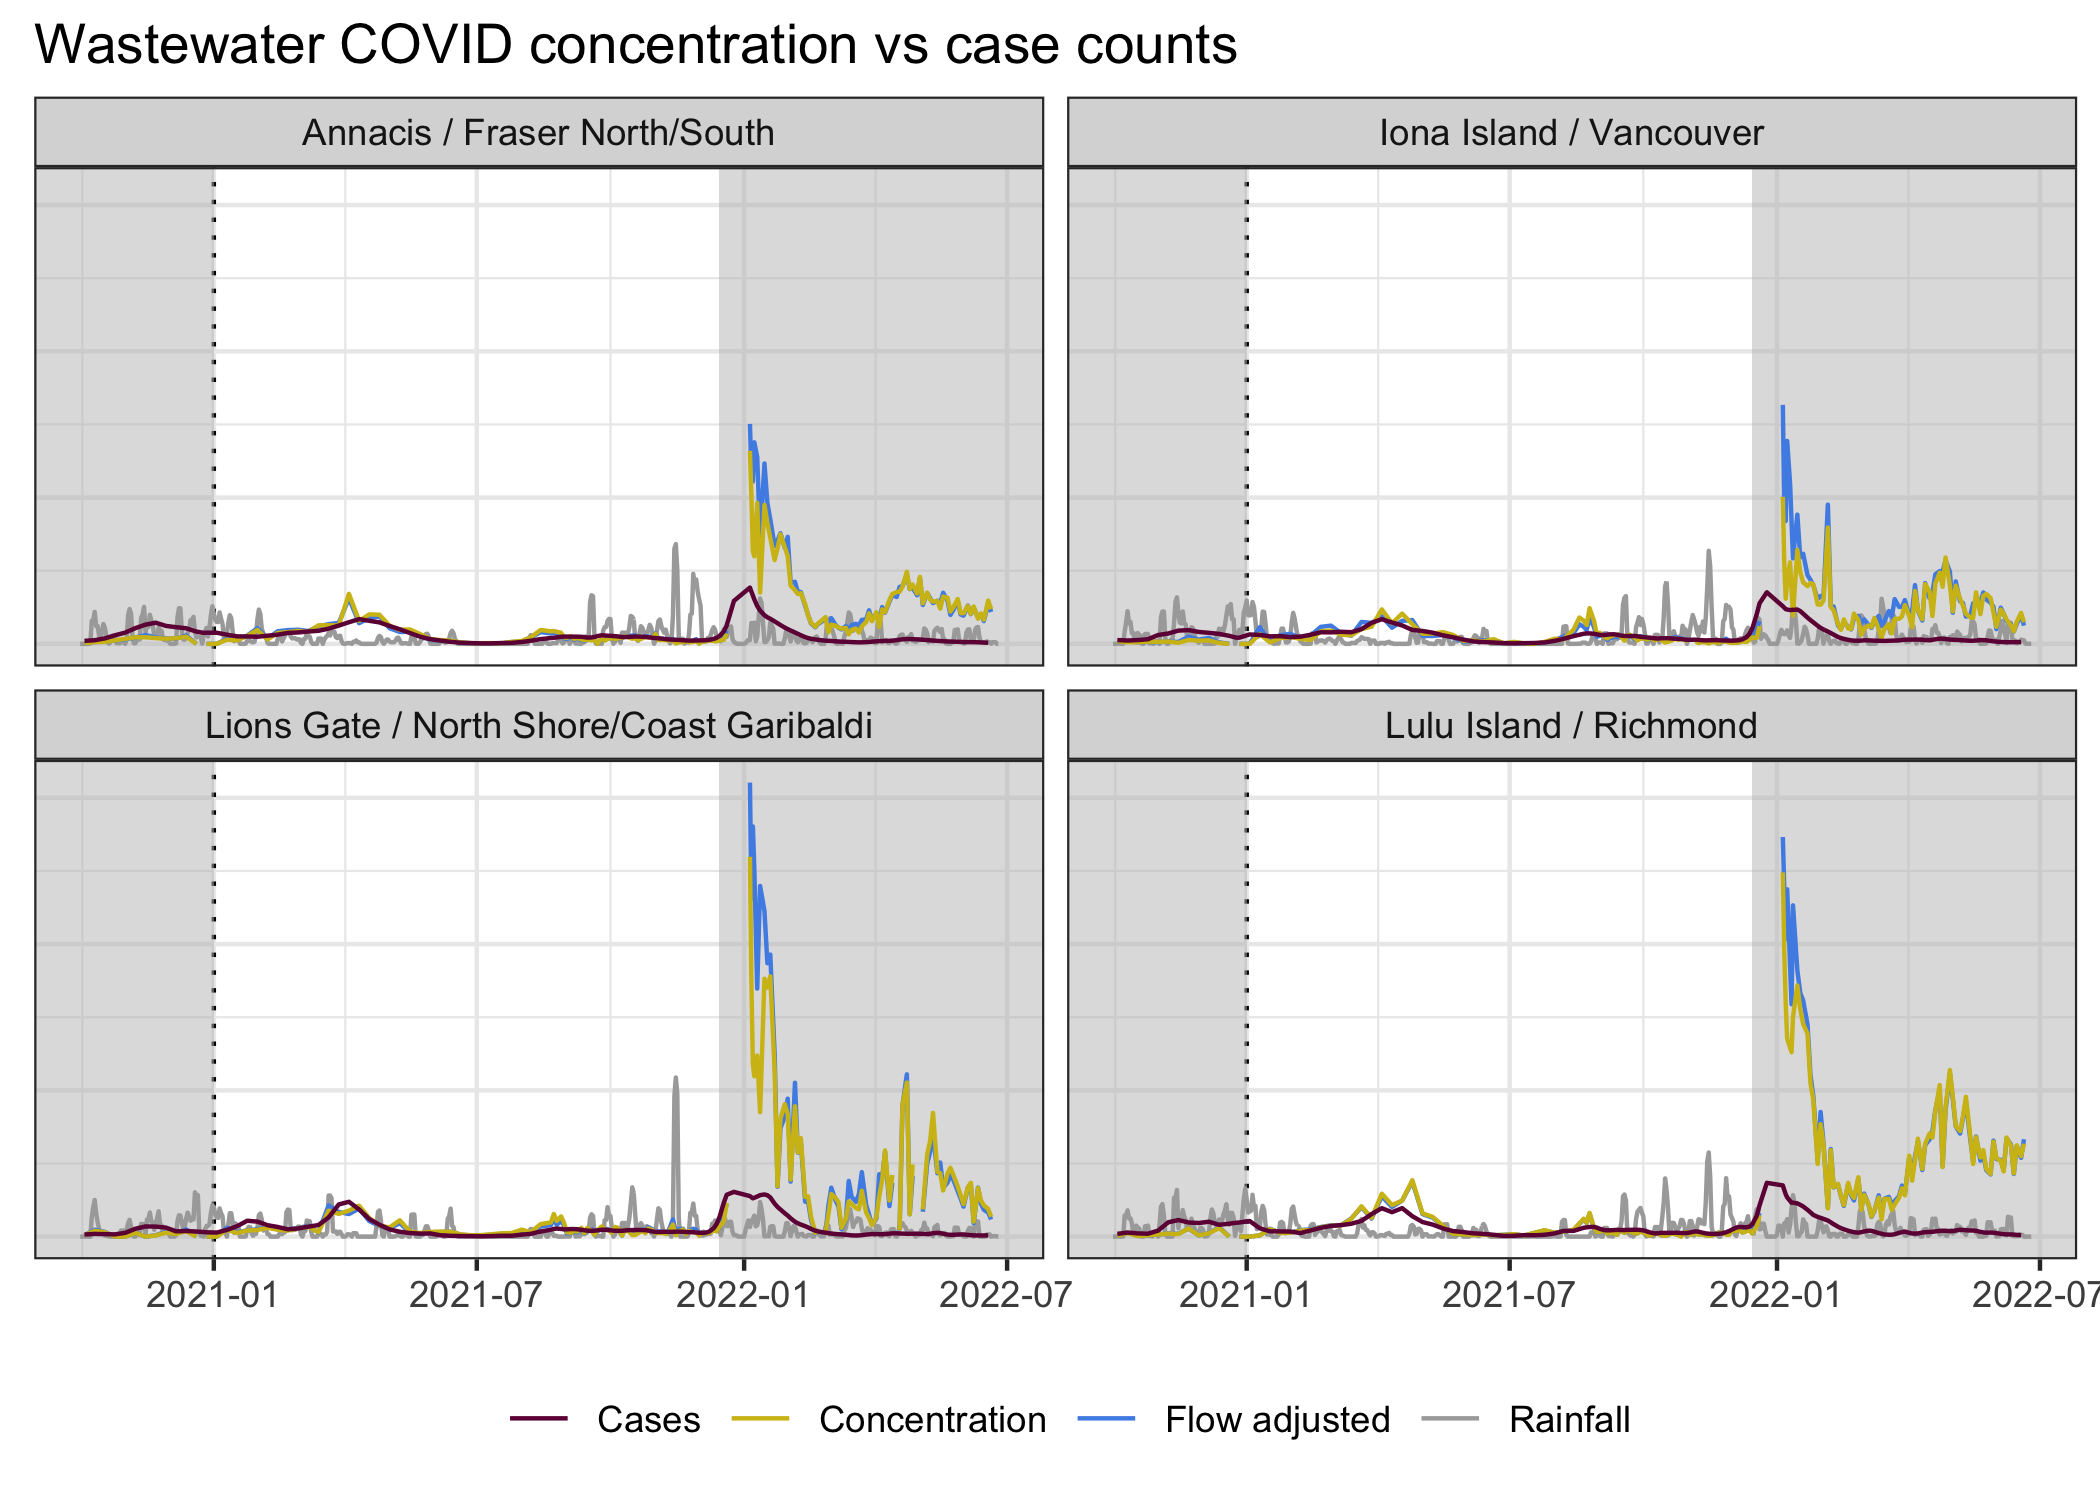 Wastewater COVID concentration vs case counts
Annacis / Fraser North/South
Iona Island / Vancouver
Lions Gate / North Shore/Coast Garibaldi
Lulu Island / Richmond
2021-01 2021-07 2022-01 2022-07
2021-01 2021-07 2022-01 2022-07
Cases Concentration Flow adjusted Rainfall